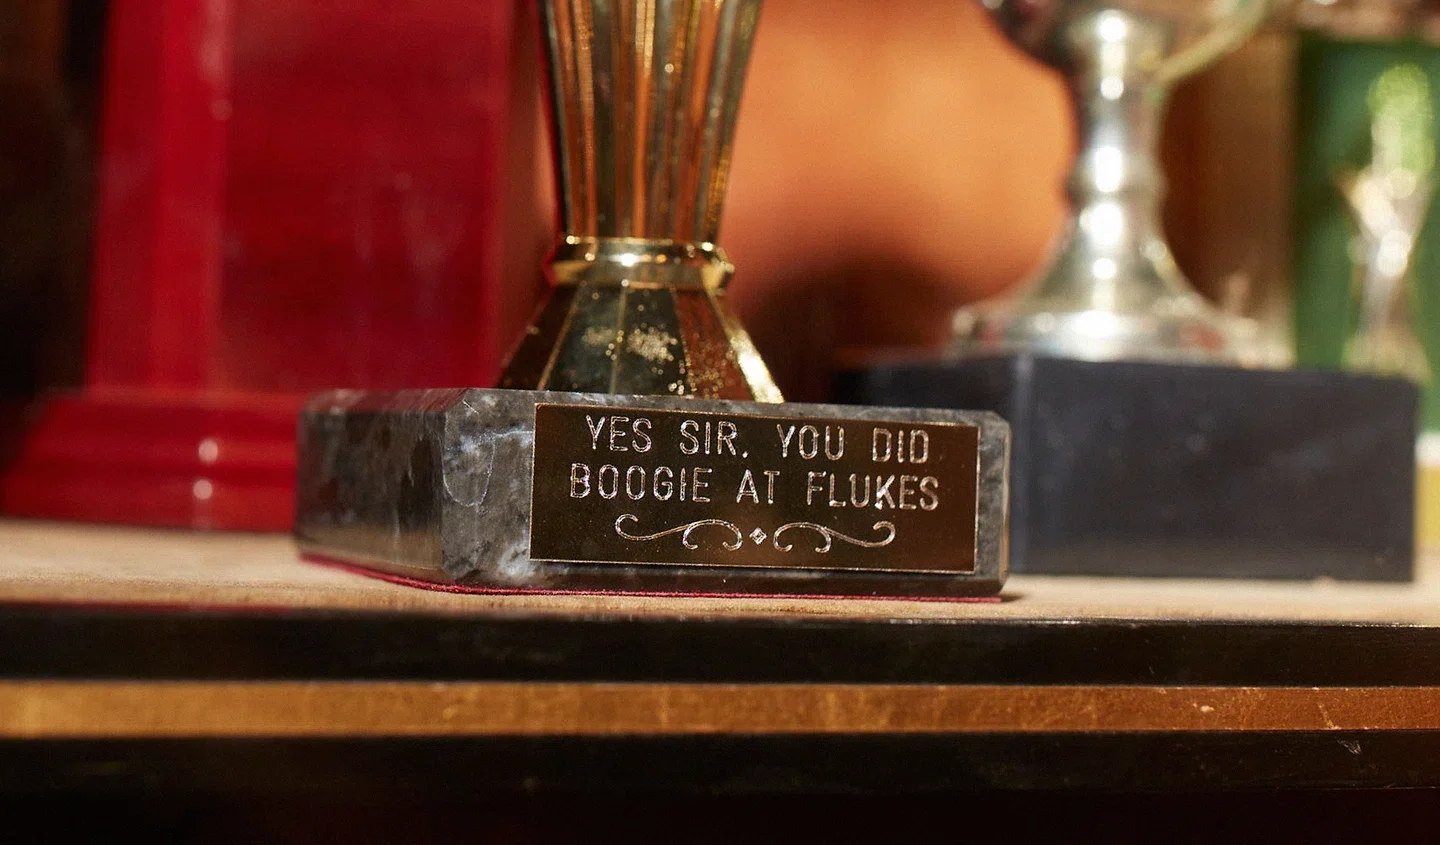 YES SIR, YOU DID
BOOGIE AT FLUKES